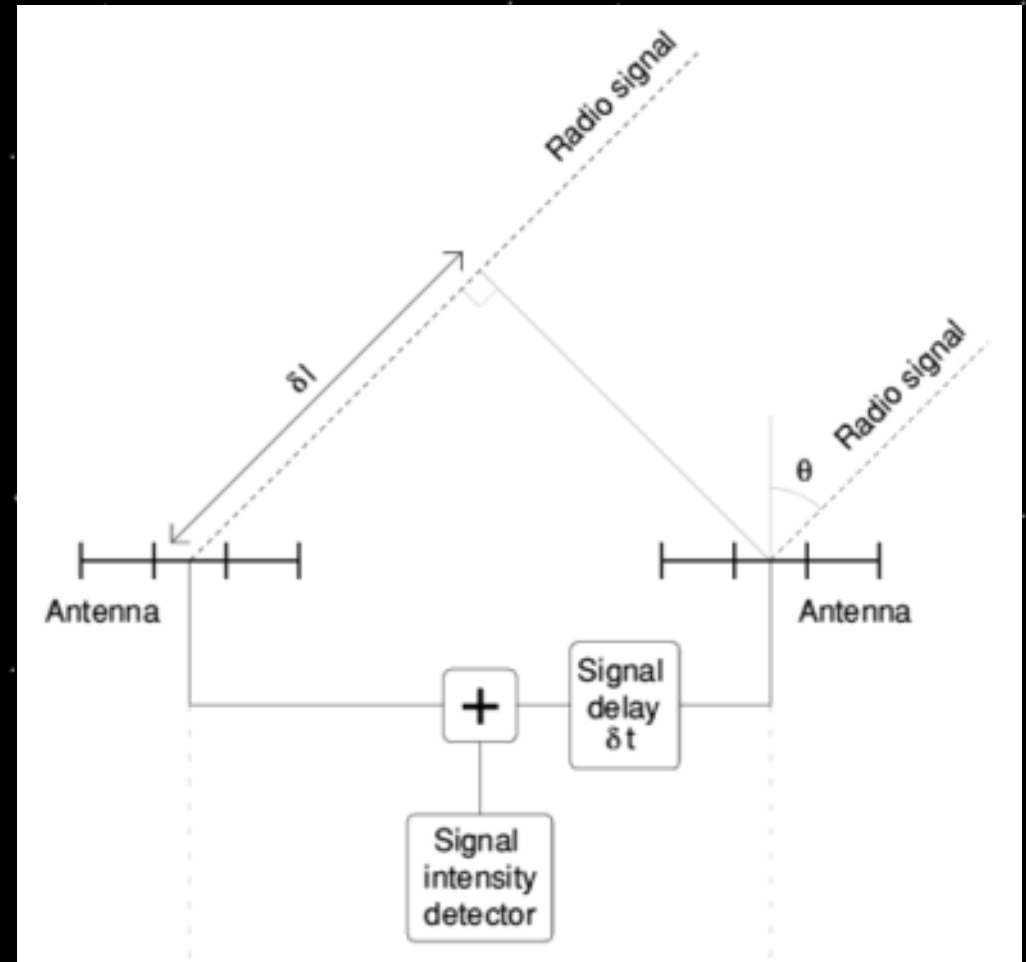 Radio signal
δl
Radio signal
θ
Antenna
Antenna
+
Signal
delay
δt
Signal
intensity
detector